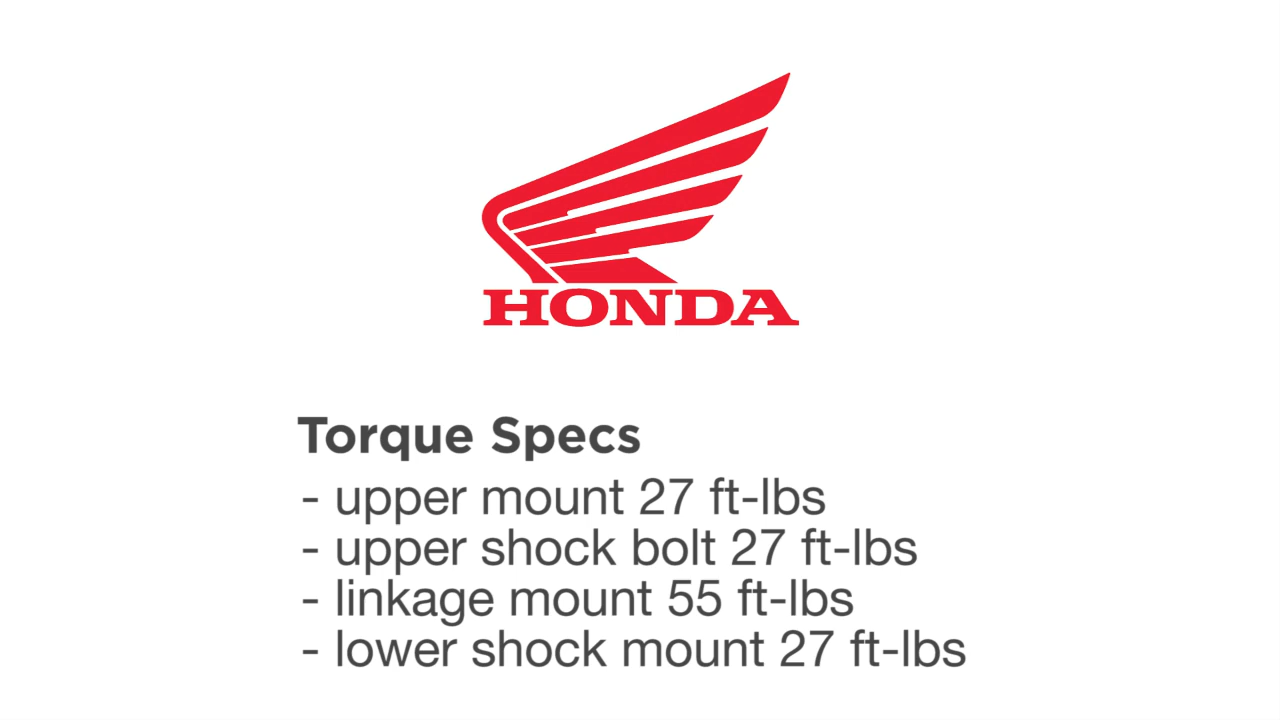 HONDA
Torque Specs
- upper mount 27 ft-lbs
- upper shock bolt 27 ft-lbs
- linkage mount 55 ft-lbs
- lower shock mount 27 ft-lbs